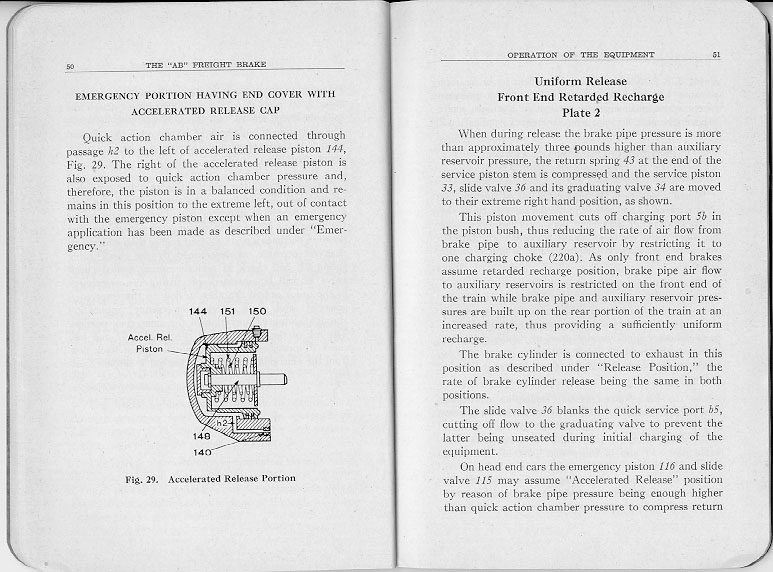 50
THE "AB" FREIGHT BRAKE
EMERGENCY PORTION HAVING END COVER WITH
ACCELERATED RELEASE CAP
Quick action chamber air is connected through
passage h2 to the left of accelerated release piston 144,
Fig. 29. The right of the accelerated release piston is
also exposed to quick action chamber pressure and,
therefore, the piston is in a balanced condition and re-
mains in this position to the extreme left, out of contact
with the emergency piston except when an emergency
application has been made as described under "Emer-
gency."
144 151 150
Accel. Rel.
Piston
h2
148
140
Fig. 29. Accelerated Release Portion
OPERATION OF THE EQUIPMENT
51
Uniform Release
Front End Retarded Recharge
Plate 2
When during release the brake pipe pressure is more
than approximately three pounds higher than auxiliary
reservoir pressure, the return spring 43 at the end of the
service piston stem is compressed and the service piston
33, slide valve 36 and its graduating valve 34 are moved
to their extreme right hand position, as shown.
This piston movement cuts off charging port 5b in
the piston bush, thus reducing the rate of air flow from
brake pipe to auxiliary reservoir by restricting it to
one charging choke (220a). As only front end brakes
assume retarded recharge position, brake pipe air flow
to auxiliary reservoirs is restricted on the front end of
the train while brake pipe and auxiliary reservoir pres-
sures are built up on the rear portion of the train at an
increased rate, thus providing a sufficiently uniform
recharge.
The brake cylinder is connected to exhaust in this
position as described under "Release Position," the
rate of brake cylinder release being the same in both
positions.
The slide valve 36 blanks the quick service port b5,
cutting off flow to the graduating valve to prevent the
latter being unseated during initial charging of the
equipment.
On head end cars the emergency piston 116 and slide
valve 115 may assume "Accelerated Release" position
by reason of brake pipe pressure being enough higher
than quick action chamber pressure to compress return